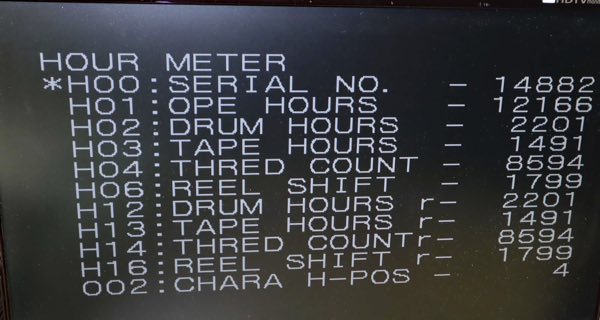 HDTV
HOUR METER
*H00:SERIAL NO. - 14882
H01:OPE HOURS - 12166
H02:DRUM HOURS - 2201
H03:TAPE HOURS - 1491
H04:THRED COUNT - 8594
H06:REEL SHIFT - 1799
H12:DRUM HOURS r- 2201
H13:TAPE HOURS r- 1491
H14:THRED COUNTr- 8594
H16:REEL SHIFT r- 1799
002:CHARA H-POS - 4